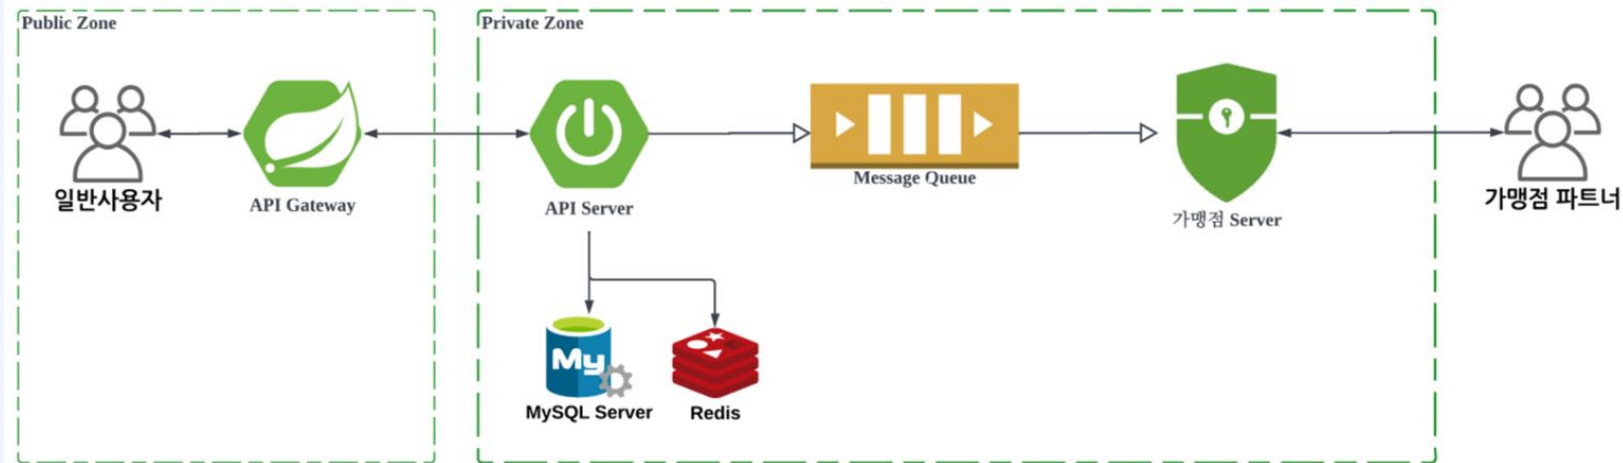 Public Zone
Private Zone
일반사용자
API Gateway
API Server
Message Queue
가맹점 Server
가맹점 파트너
My
MySQL Server
Redis